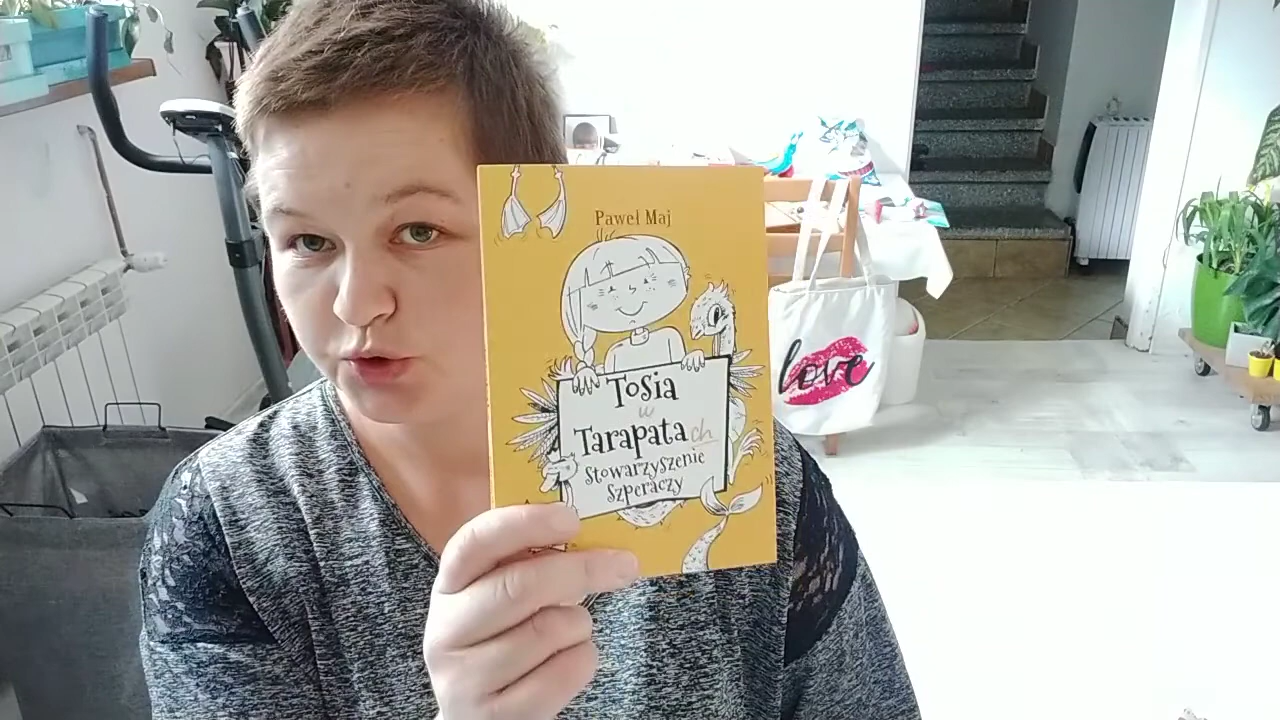 Paweł Maj
Tosia
w
Tarapatach
Stowarzyszenie
Szperaczy
love